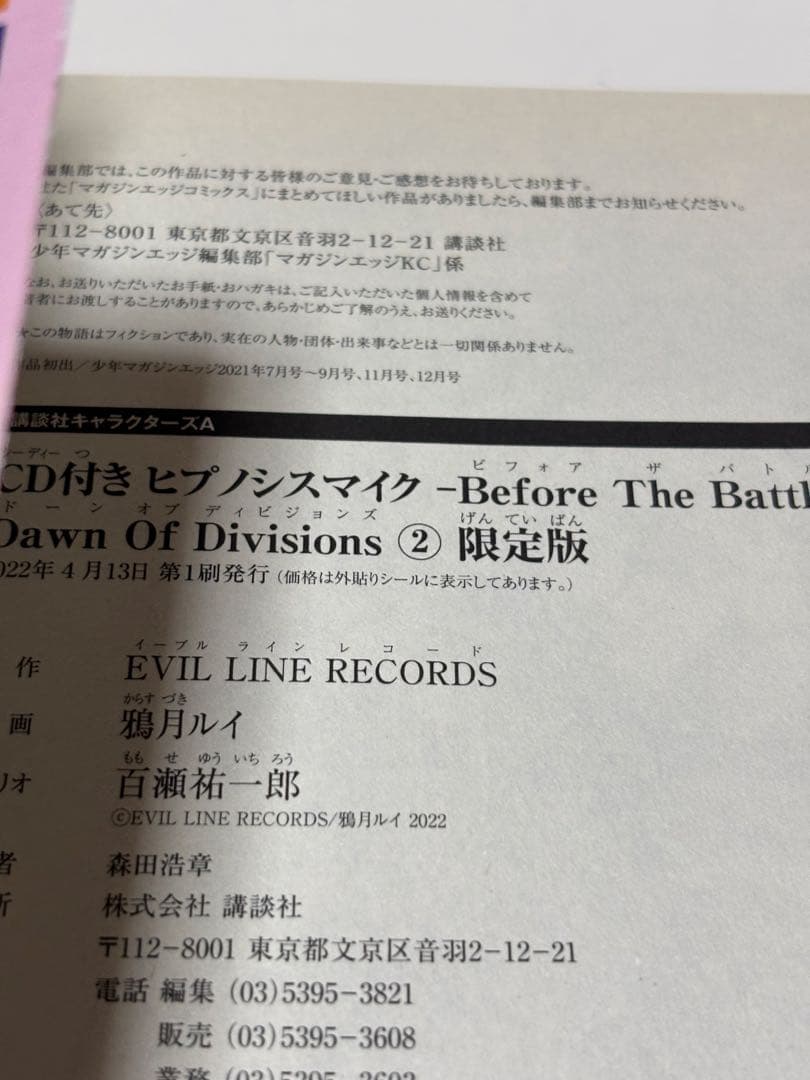 編集部では、この作品に対する皆様のご意見・ご感想をお待ちしております。
また「マガジンエッジコミックス」にまとめてほしい作品がありましたら、編集部までお知らせください。
〈あて先〉
〒112-8001 東京都文京区音羽2-12-21 講談社
少年マガジンエッジ編集部「マガジンエッジKC」係
なお、お送りいただいたお手紙・おハガキは、ご記入いただいた個人情報を含めて
著者にお渡しすることがありますので、あらかじめご了解のうえ、お送りください。
★この物語はフィクションであり、実在の人物・団体・出来事などとは一切関係ありません。
作品初出／少年マガジンエッジ2021年7月号〜9月号、11月号、12月号
講談社キャラクターズA
シーディー つ ビフォア ザ バトル
CD付き ヒプノシスマイク -Before The Battl
ドーン オブ ディビジョンズ げん てい ばん
Dawn Of Divisions ② 限定版
2022年4月13日 第1刷発行（価格は外貼りシールに表示してあります。）
イーブル ライン レコード
作 EVIL LINE RECORDS
からす づき
画 鴉月ルイ
もも せ ゆう いち ろう
リオ 百瀬祐一郎
©EVIL LINE RECORDS/鴉月ルイ 2022
者 森田浩章
所 株式会社 講談社
〒112-8001 東京都文京区音羽2-12-21
電話 編集 (03)5395-3821
販売 (03)5395-3608
業務 (03)5395-3603